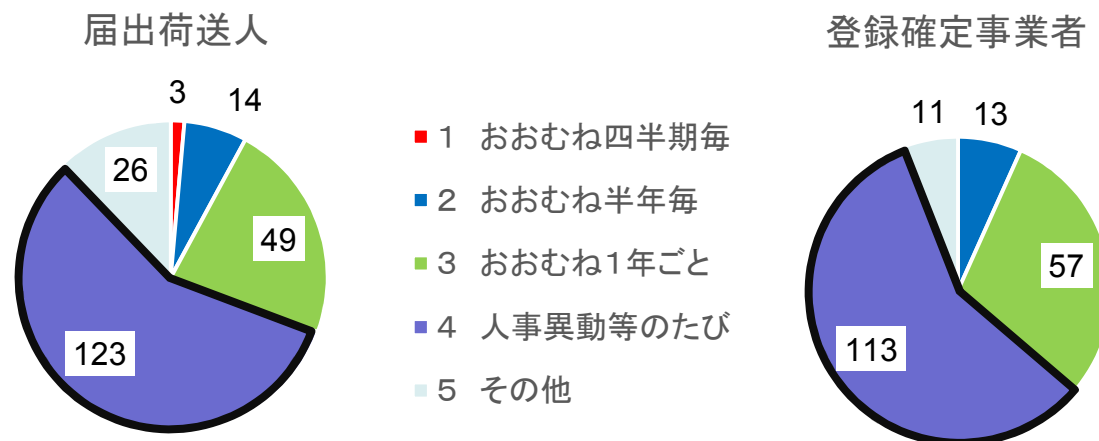 届出荷送人
3
14
26
49
123
1 おおむね四半期毎
2 おおむね半年毎
3 おおむね１年ごと
4 人事異動等のたび
5 その他
登録確定事業者
11
13
57
113